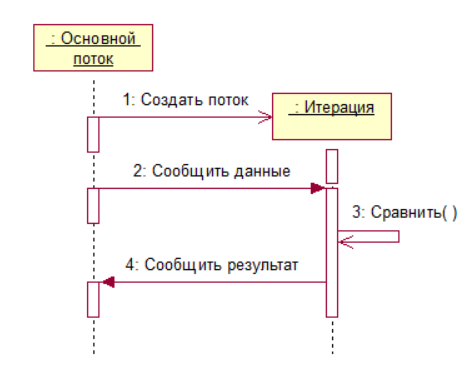 _: Основной
поток
1: Создать поток
_: Итерация
2: Сообщить данные
3: Сравнить( )
4: Сообщить результат